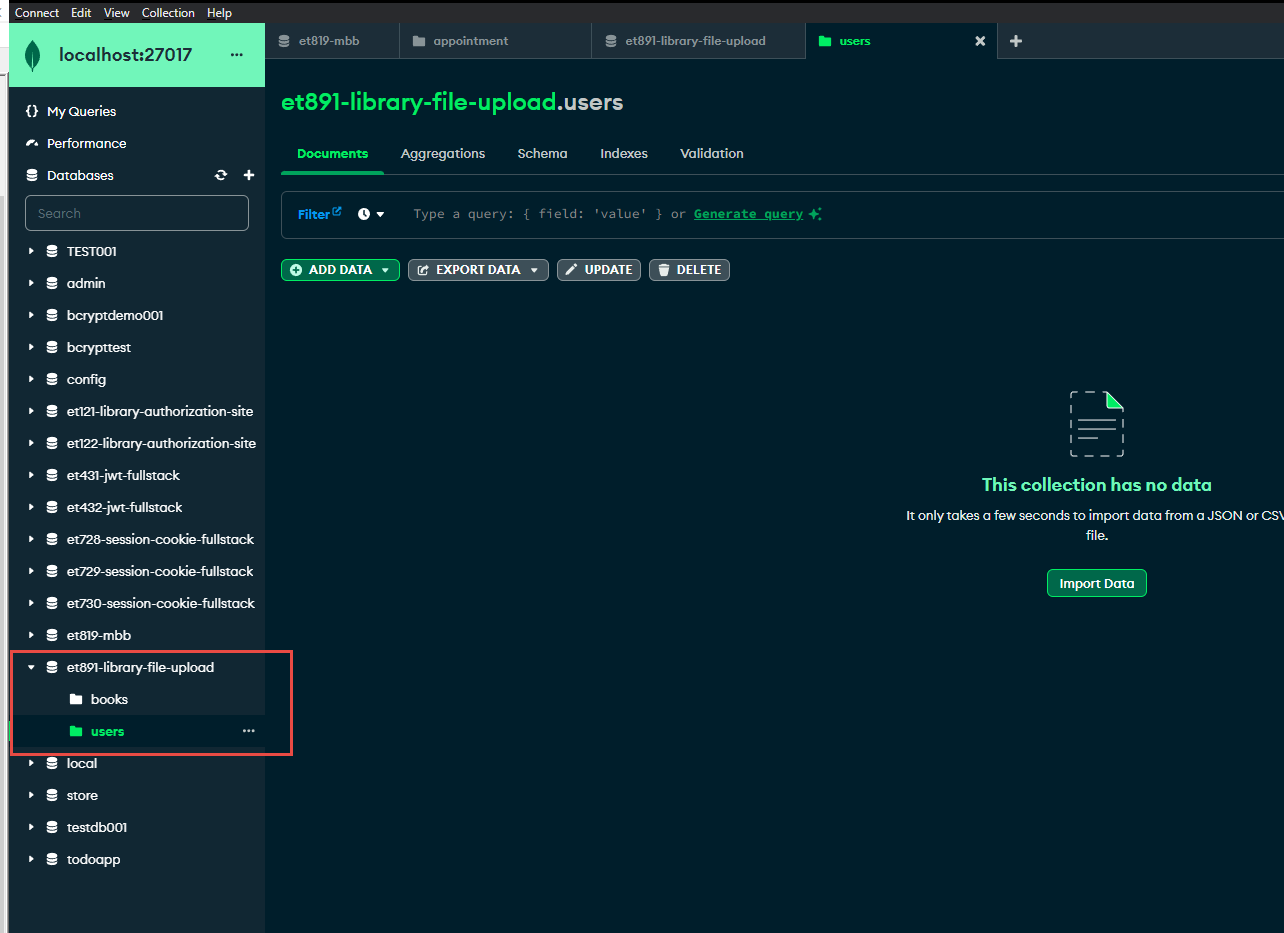 Connect Edit View Collection Help
localhost:27017 ...
et819-mbb appointment et891-library-file-upload users
My Queries
Performance
Databases
Search
TEST001
admin
bcryptdemo001
bcrypttest
config
et121-library-authorization-site
et122-library-authorization-site
et431-jwt-fullstack
et432-jwt-fullstack
et728-session-cookie-fullstack
et729-session-cookie-fullstack
et730-session-cookie-fullstack
et819-mbb
et891-library-file-upload
books
users ...
local
store
testdb001
todoapp
et891-library-file-upload.users
Documents Aggregations Schema Indexes Validation
Filter Type a query: { field: 'value' } or Generate query
ADD DATA EXPORT DATA UPDATE DELETE
This collection has no data
It only takes a few seconds to import data from a JSON or CSV
file.
Import Data